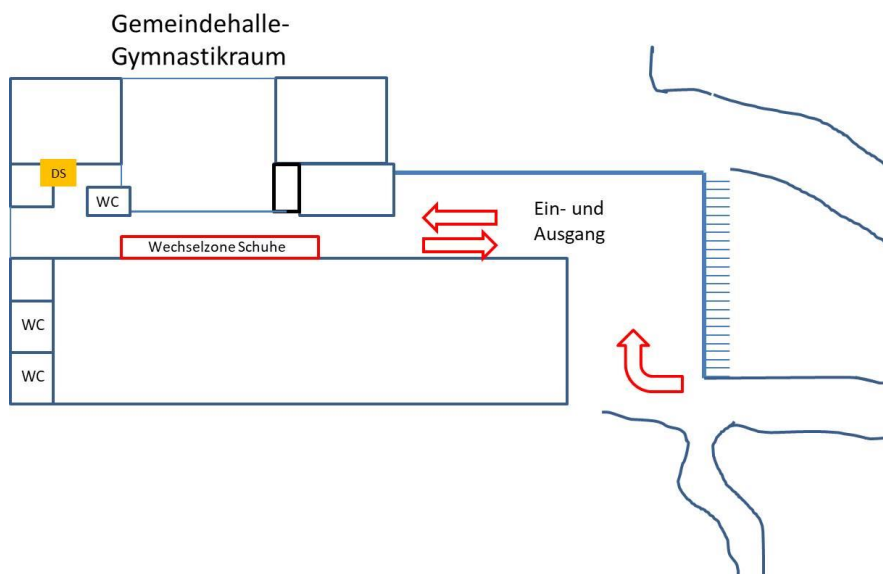 Gemeindehalle-
Gymnastikraum
DS
WC
Ein- und
Ausgang
Wechselzone Schuhe
WC
WC